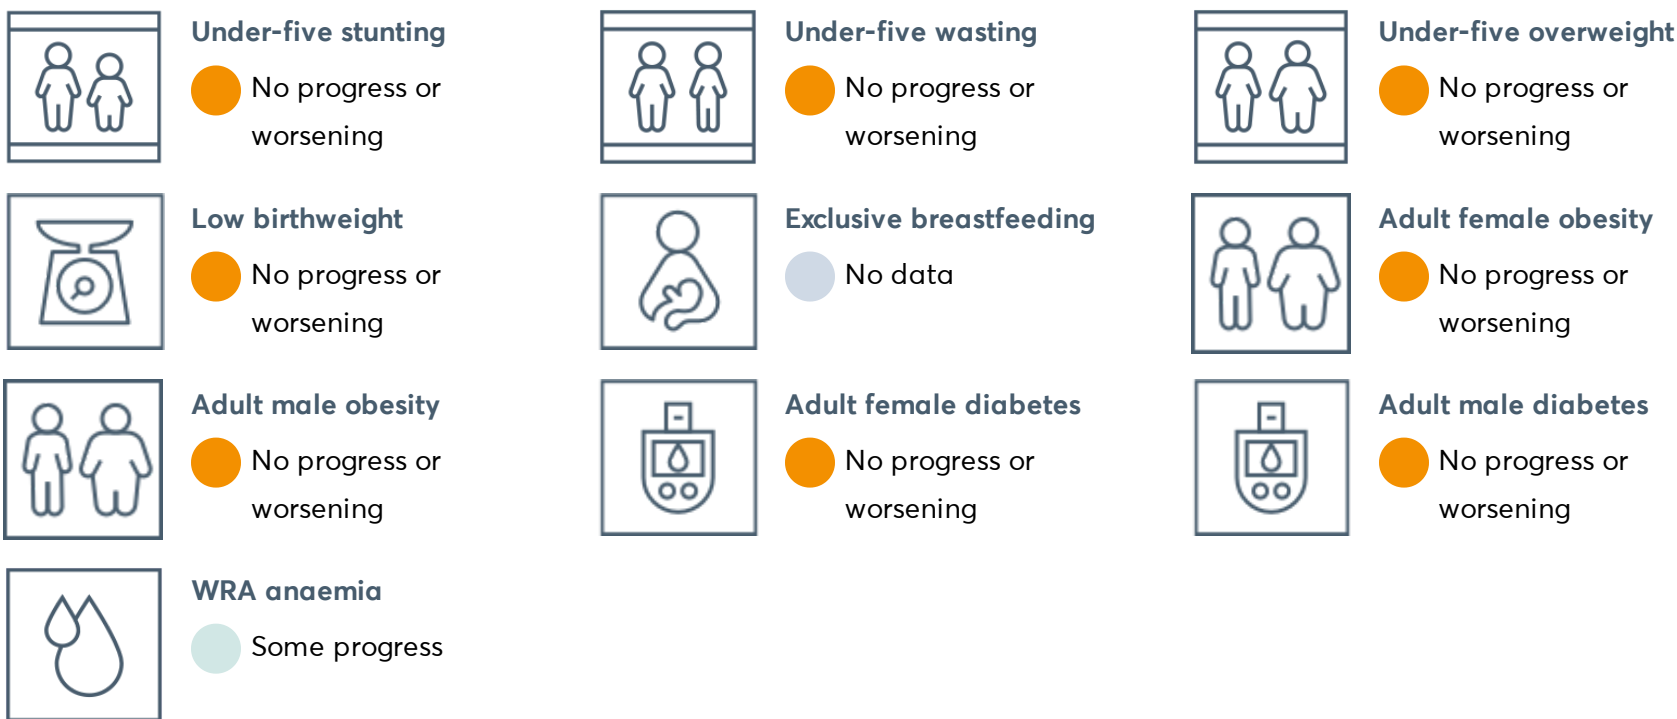 Under-five stunting
No progress or
worsening
Under-five wasting
No progress or
worsening
Under-five overweight
No progress or
worsening
Low birthweight
No progress or
worsening
Exclusive breastfeeding
No data
Adult female obesity
No progress or
worsening
Adult male obesity
No progress or
worsening
Adult female diabetes
No progress or
worsening
Adult male diabetes
No progress or
worsening
WRA anaemia
Some progress